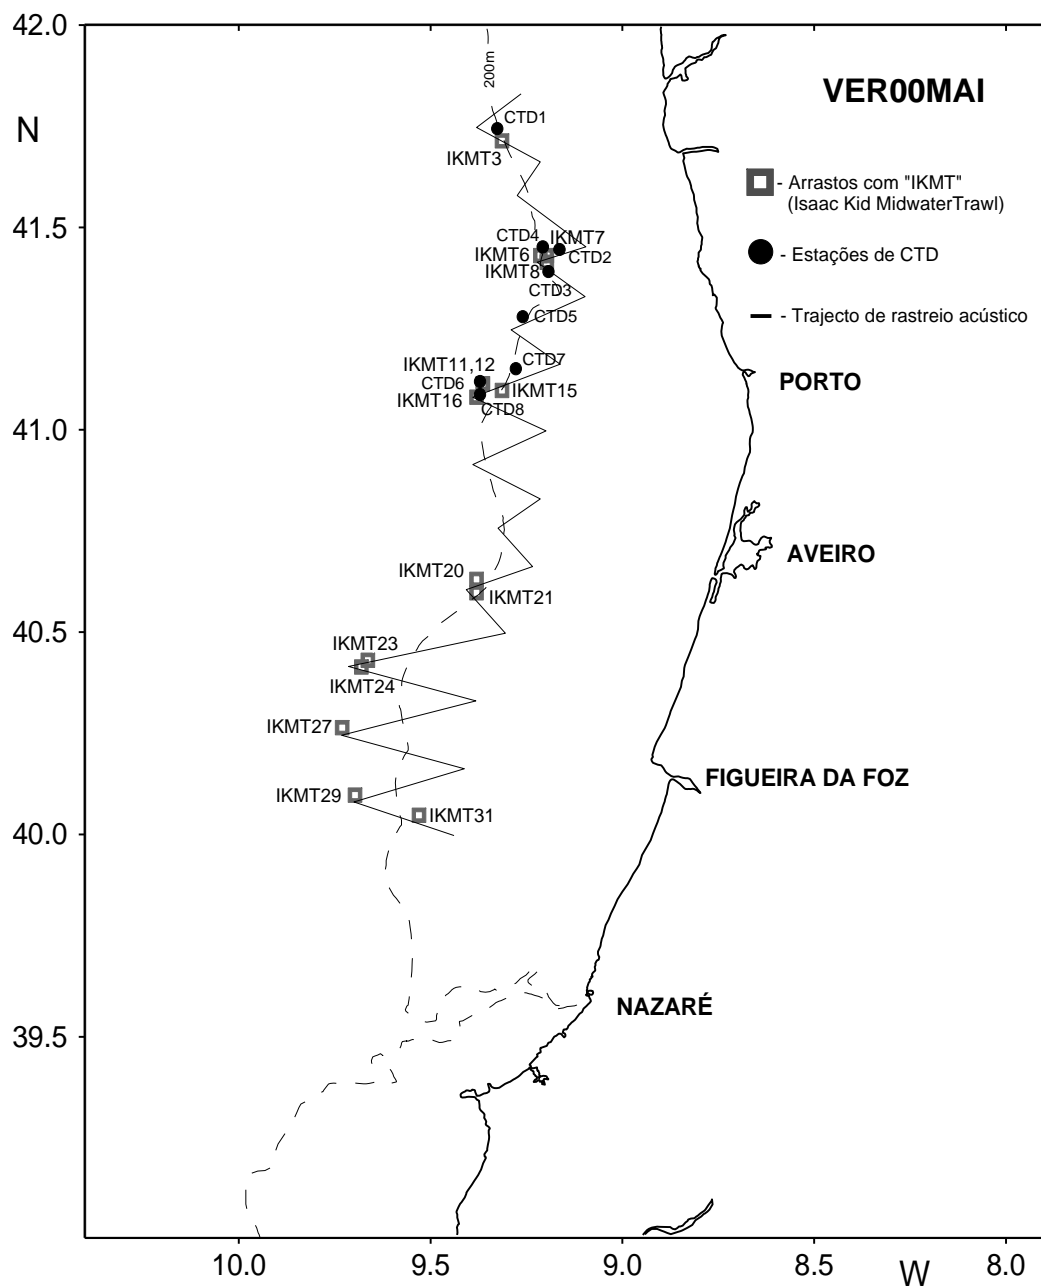 42.0
200m
VER00MAI
N
CTD1
41.5
IKMT3
- Arrastos com "IKMT"
(Isaac Kid MidwaterTrawl)
CTD4
IKMT7
IKMT6
CTD2
IKMT8
- Estações de CTD
CTD3
CTD5
- Trajecto de rastreio acústico
IKMT11,12
CTD7
CTD6
IKMT15
IKMT16
CTD8
PORTO
41.0
AVEIRO
IKMT20
IKMT21
40.5
IKMT23
IKMT24
IKMT27
FIGUEIRA DA FOZ
IKMT29
IKMT31
40.0
NAZARÉ
39.5
10.0
9.5
9.0
8.5
W
8.0